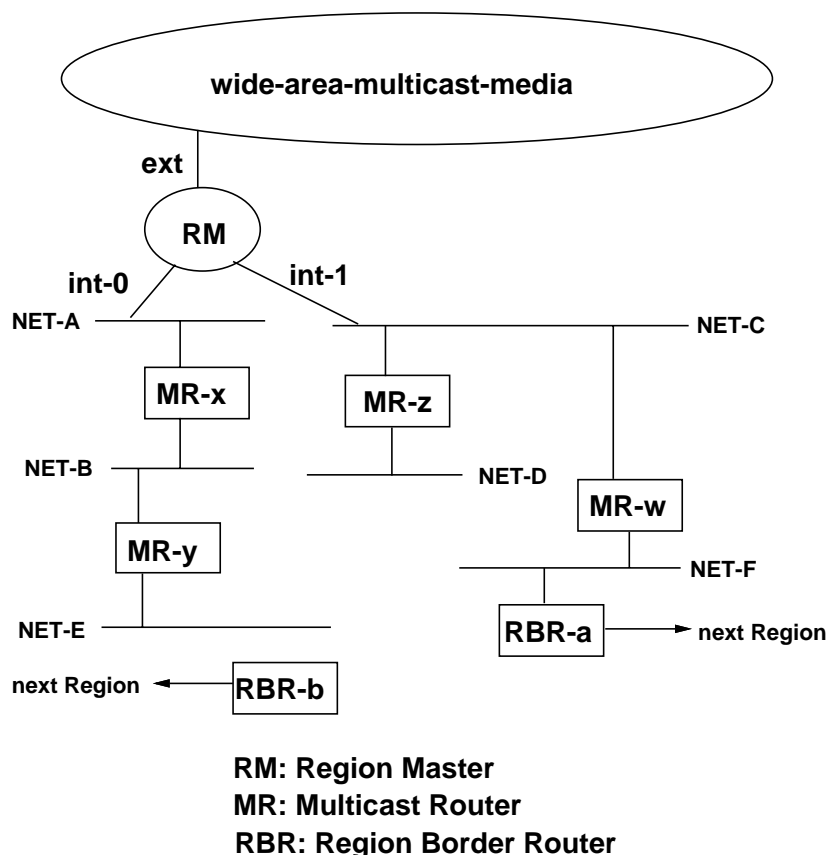 wide-area-multicast-media
ext
RM
int-0
int-1
NET-A
NET-C
MR-x
MR-z
NET-B
NET-D
MR-w
MR-y
NET-F
NET-E
RBR-a
next Region
next Region
RBR-b
RM: Region Master
MR: Multicast Router
RBR: Region Border Router